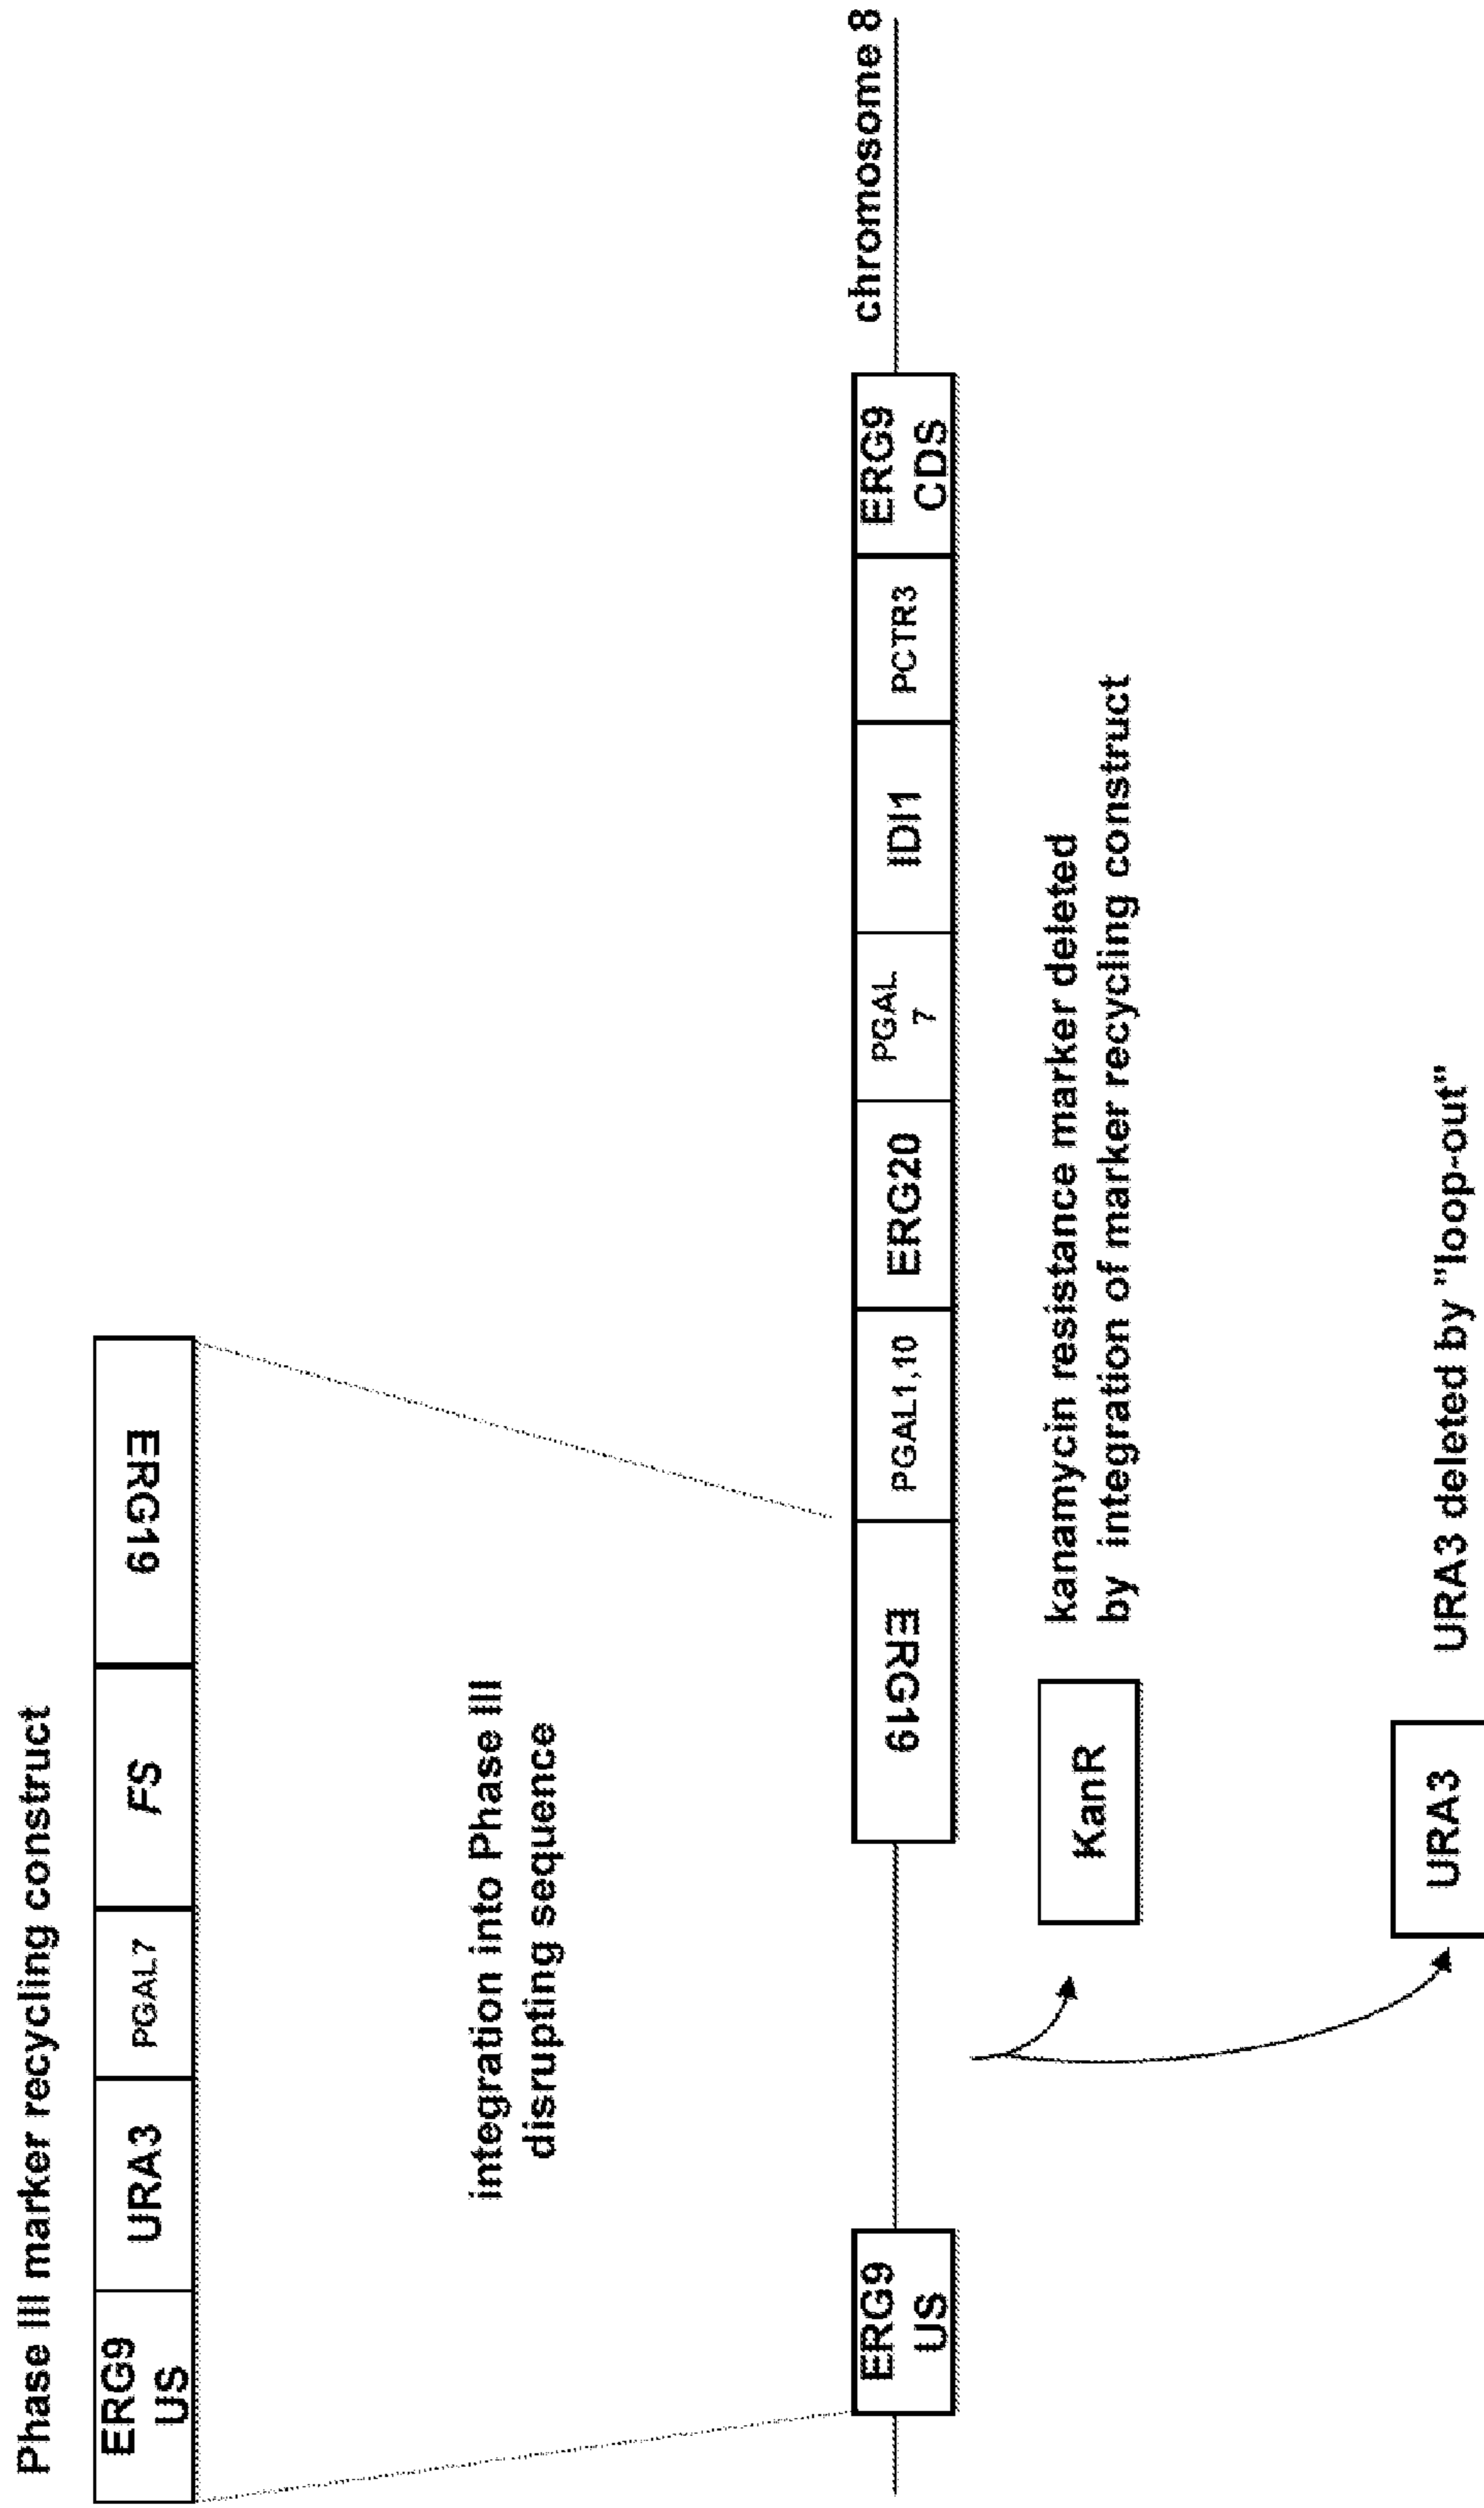 Phase III marker recycling construct
ERG9
US
URA3
PGAL7
FS
ERG19
integration into Phase III
disrupting sequence
ERG9
US
ERG19
PGAL1,10
ERG20
PGAL
7
IDI1
PCTR3
ERG9
CDS
chromosome 8
KanR
kanamycin resistance marker deleted
by integration of marker recycling construct
URA3
URA3 deleted by "loop-out"